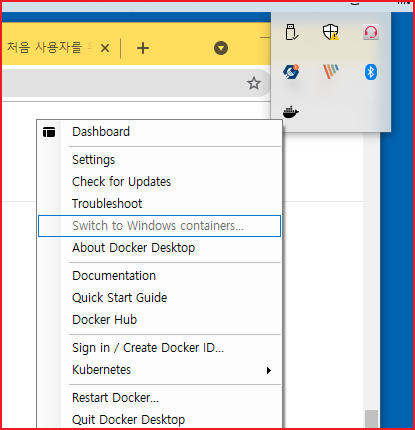 처음 사용자를 위
Dashboard
Settings
Check for Updates
Troubleshoot
Switch to Windows containers...
About Docker Desktop
Documentation
Quick Start Guide
Docker Hub
Sign in / Create Docker ID...
Kubernetes
Restart Docker...
Quit Docker Desktop